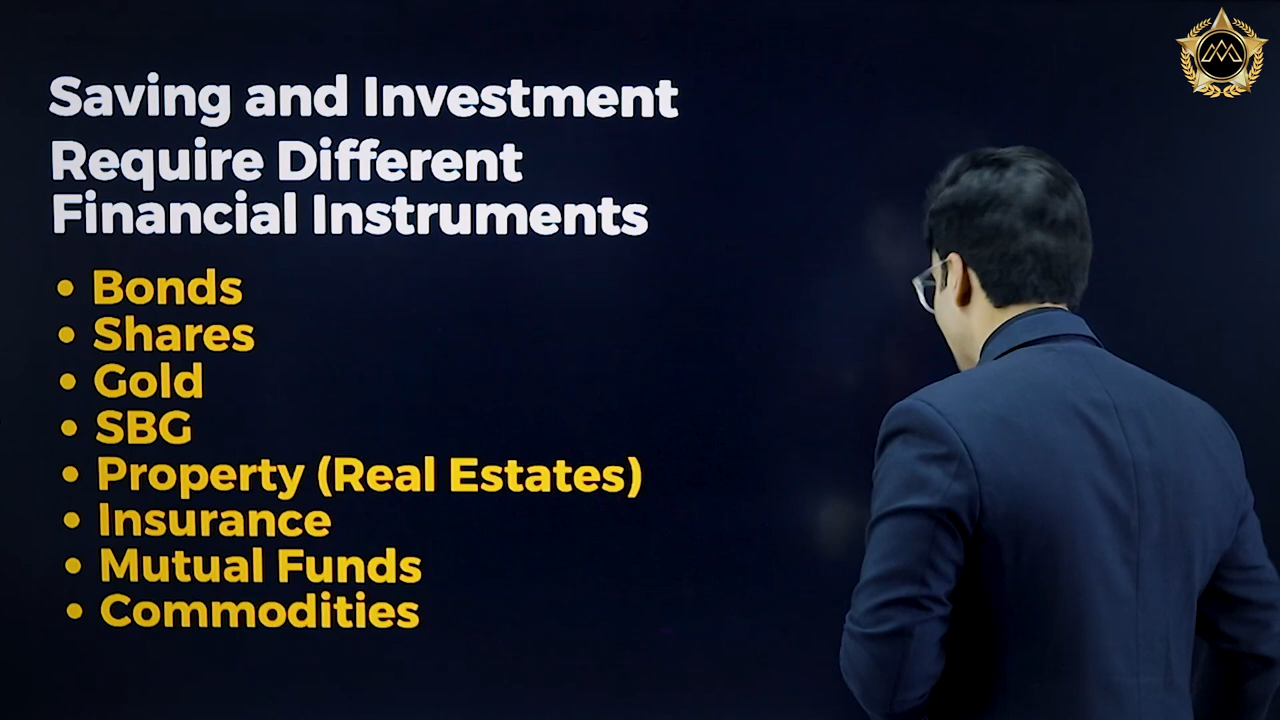 Saving and Investment
Require Different
Financial Instruments
• Bonds
• Shares
• Gold
• SBG
• Property (Real Estates)
• Insurance
• Mutual Funds
• Commodities